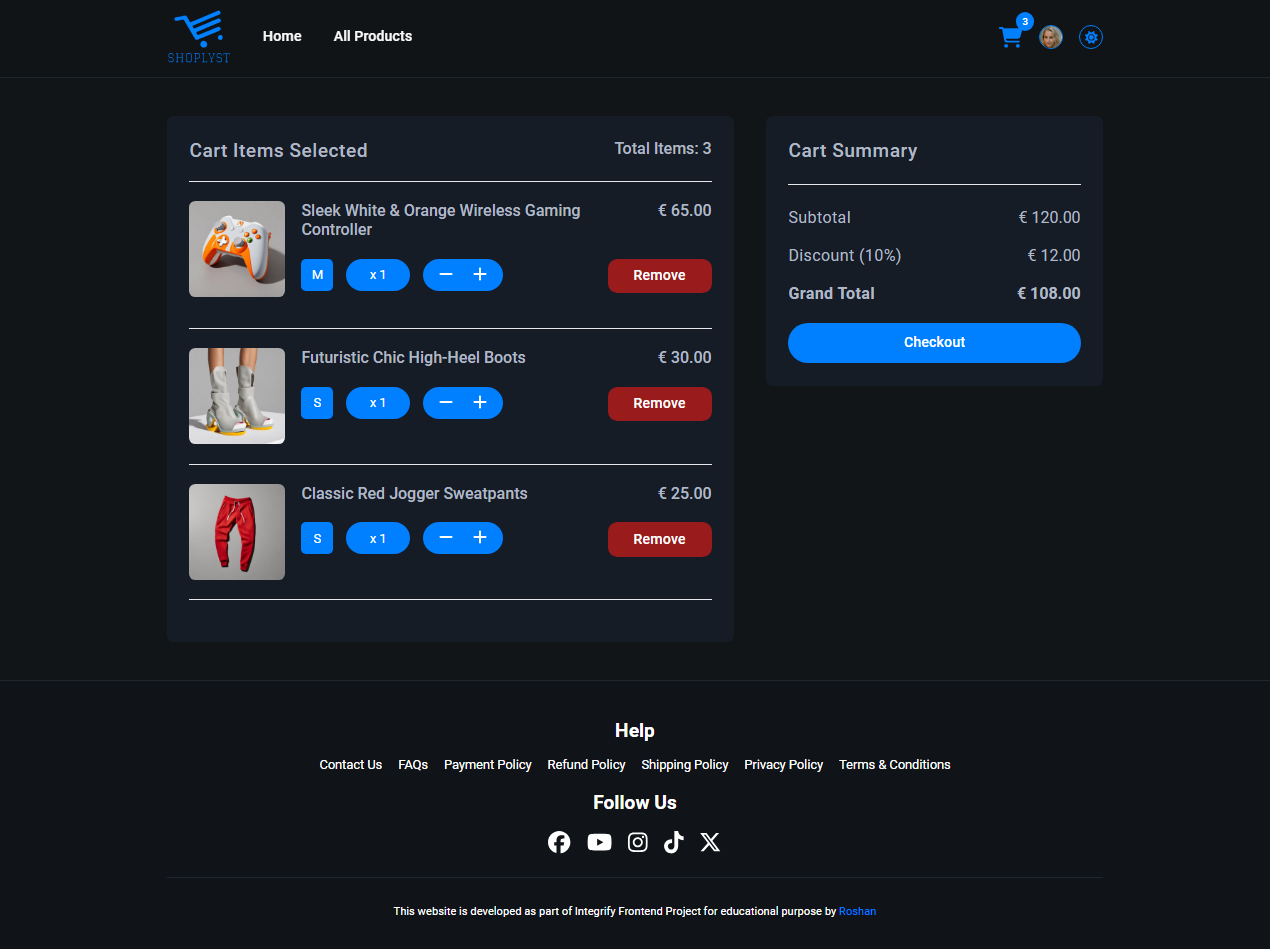 SHOPLYST
Home
All Products
3
Cart Items Selected
Total Items: 3
Sleek White & Orange Wireless Gaming
Controller
€ 65.00
M
x 1
Remove
Futuristic Chic High-Heel Boots
€ 30.00
S
x 1
Remove
Classic Red Jogger Sweatpants
€ 25.00
S
x 1
Remove
Cart Summary
Subtotal
€ 120.00
Discount (10%)
€ 12.00
Grand Total
€ 108.00
Checkout
Help
Contact Us
FAQs
Payment Policy
Refund Policy
Shipping Policy
Privacy Policy
Terms & Conditions
Follow Us
This website is developed as part of Integrify Frontend Project for educational purpose by Roshan